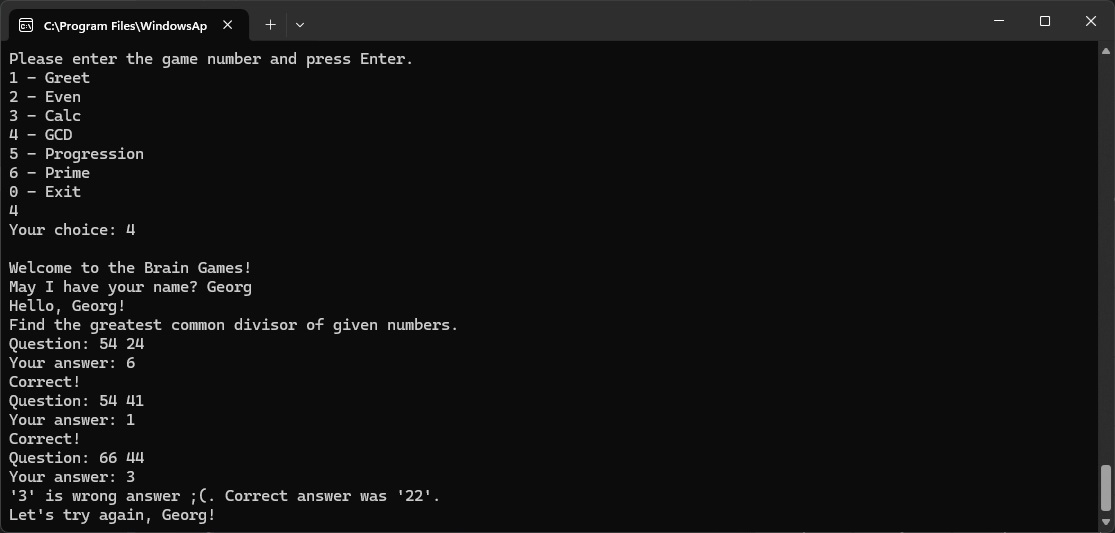 C:\Program Files\WindowsAp
Please enter the game number and press Enter.
1 - Greet
2 - Even
3 - Calc
4 - GCD
5 - Progression
6 - Prime
0 - Exit
4
Your choice: 4
Welcome to the Brain Games!
May I have your name? Georg
Hello, Georg!
Find the greatest common divisor of given numbers.
Question: 54 24
Your answer: 6
Correct!
Question: 54 41
Your answer: 1
Correct!
Question: 66 44
Your answer: 3
'3' is wrong answer ;(. Correct answer was '22'.
Let's try again, Georg!